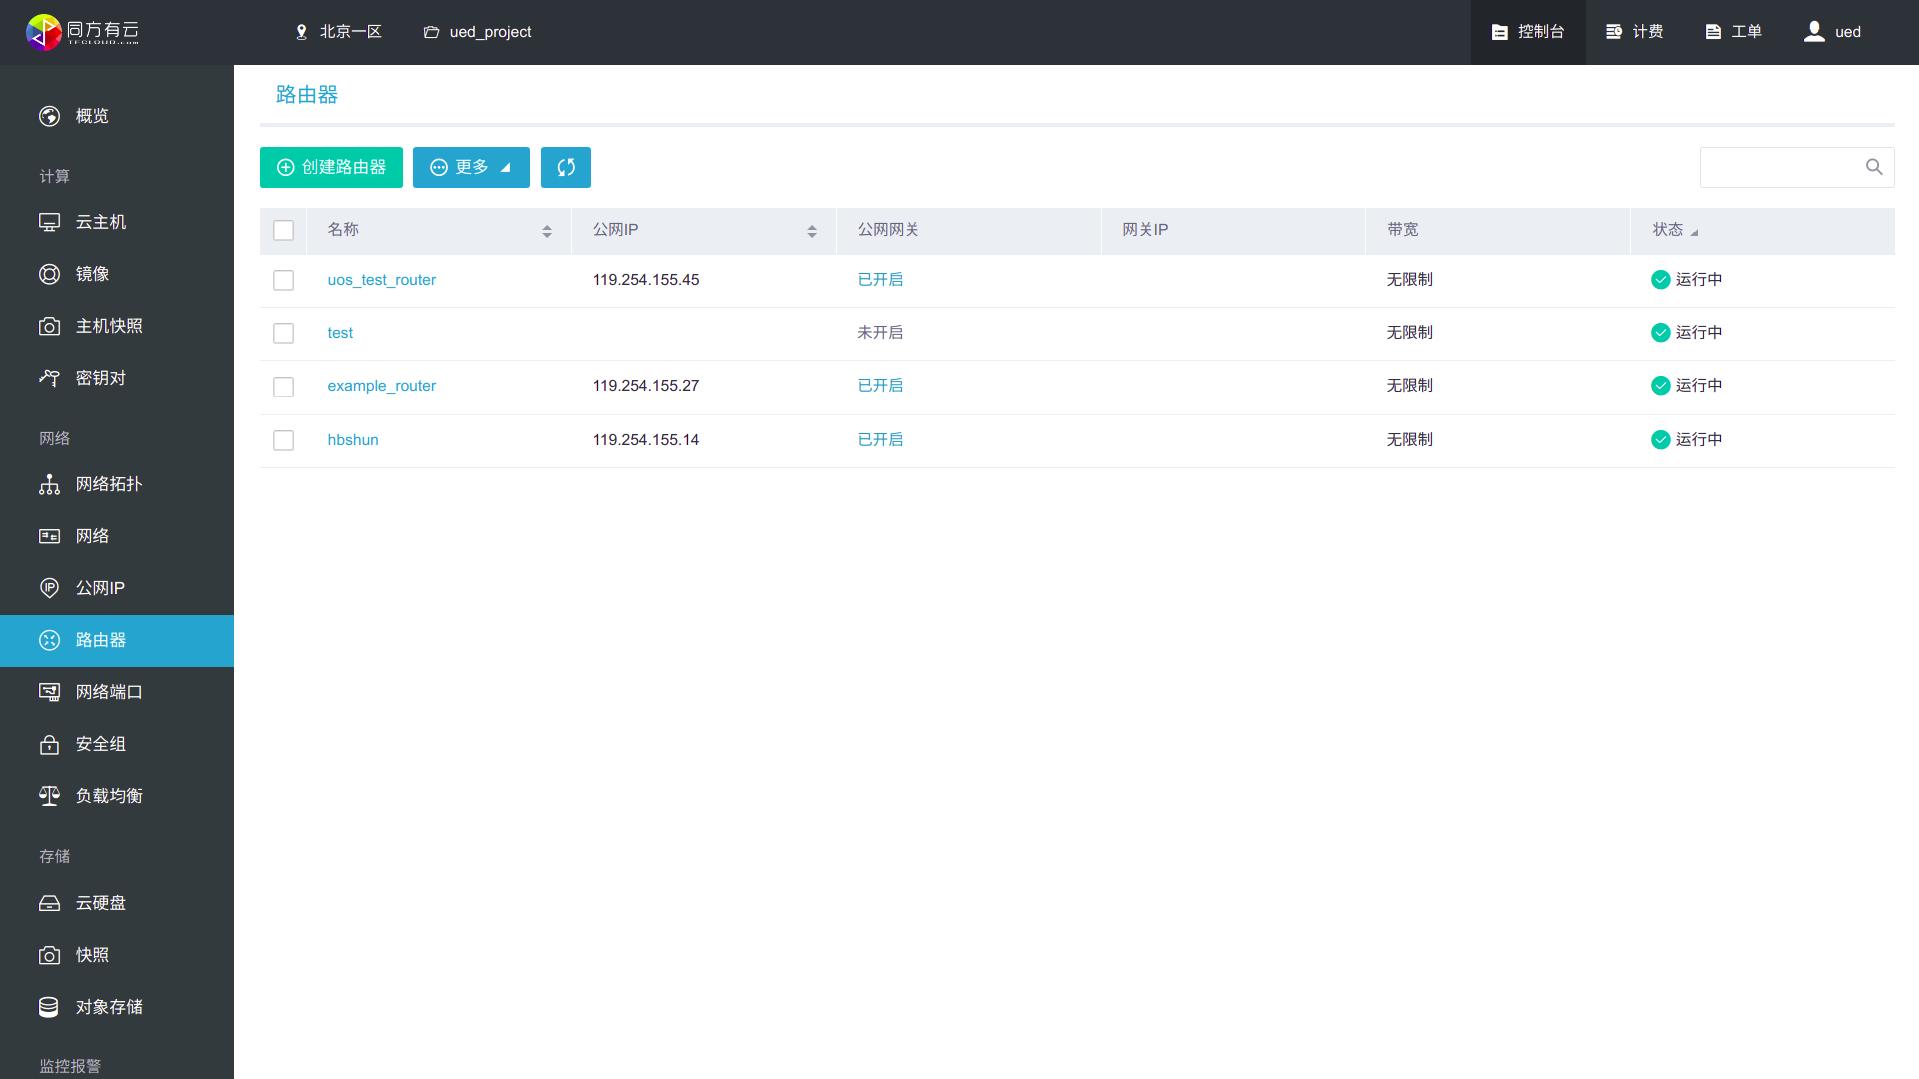 同方有云
TFCLOUD.com
北京一区
ued_project
控制台
计费
工单
ued
概览
计算
云主机
镜像
主机快照
密钥对
网络
网络拓扑
网络
公网IP
路由器
网络端口
安全组
负载均衡
存储
云硬盘
快照
对象存储
监控报警
路由器
创建路由器 更多
名称 公网IP 公网网关 网关IP 带宽 状态
uos_test_router 119.254.155.45 已开启 无限制 运行中
test 未开启 无限制 运行中
example_router 119.254.155.27 已开启 无限制 运行中
hbshun 119.254.155.14 已开启 无限制 运行中